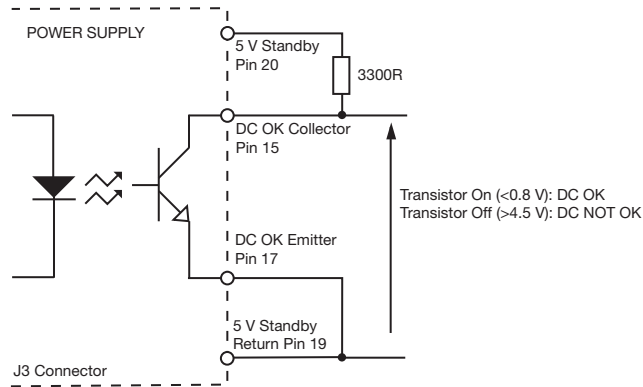 POWER SUPPLY
5 V Standby
Pin 20
3300R
DC OK Collector
Pin 15
Transistor On (<0.8 V): DC OK
Transistor Off (>4.5 V): DC NOT OK
DC OK Emitter
Pin 17
5 V Standby
Return Pin 19
J3 Connector